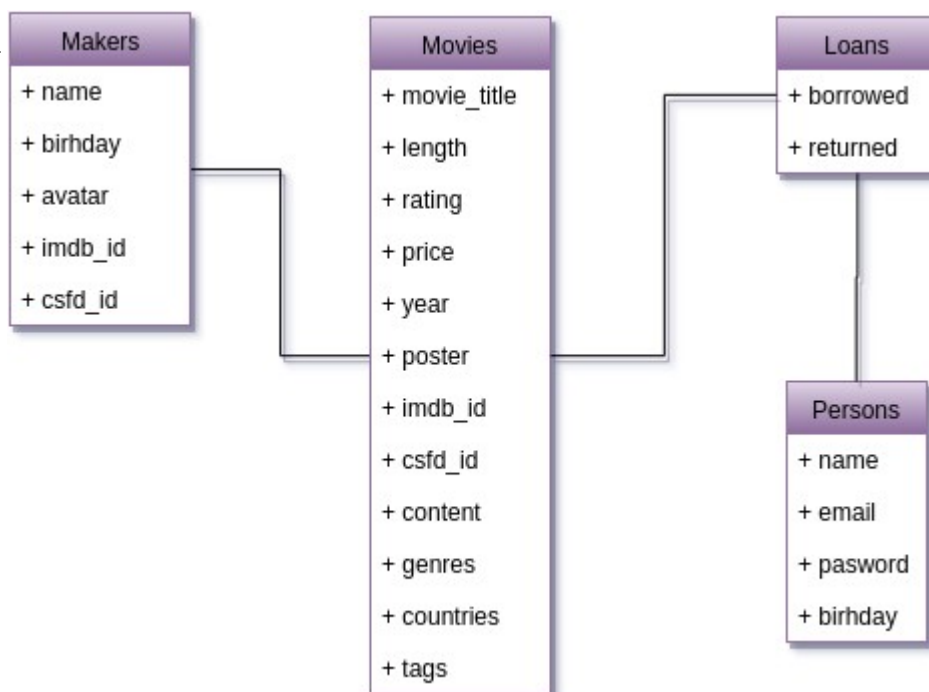 Makers
+ name
+ birhday
+ avatar
+ imdb_id
+ csfd_id
Movies
+ movie_title
+ length
+ rating
+ price
+ year
+ poster
+ imdb_id
+ csfd_id
+ content
+ genres
+ countries
+ tags
Loans
+ borrowed
+ returned
Persons
+ name
+ email
+ pasword
+ birhday